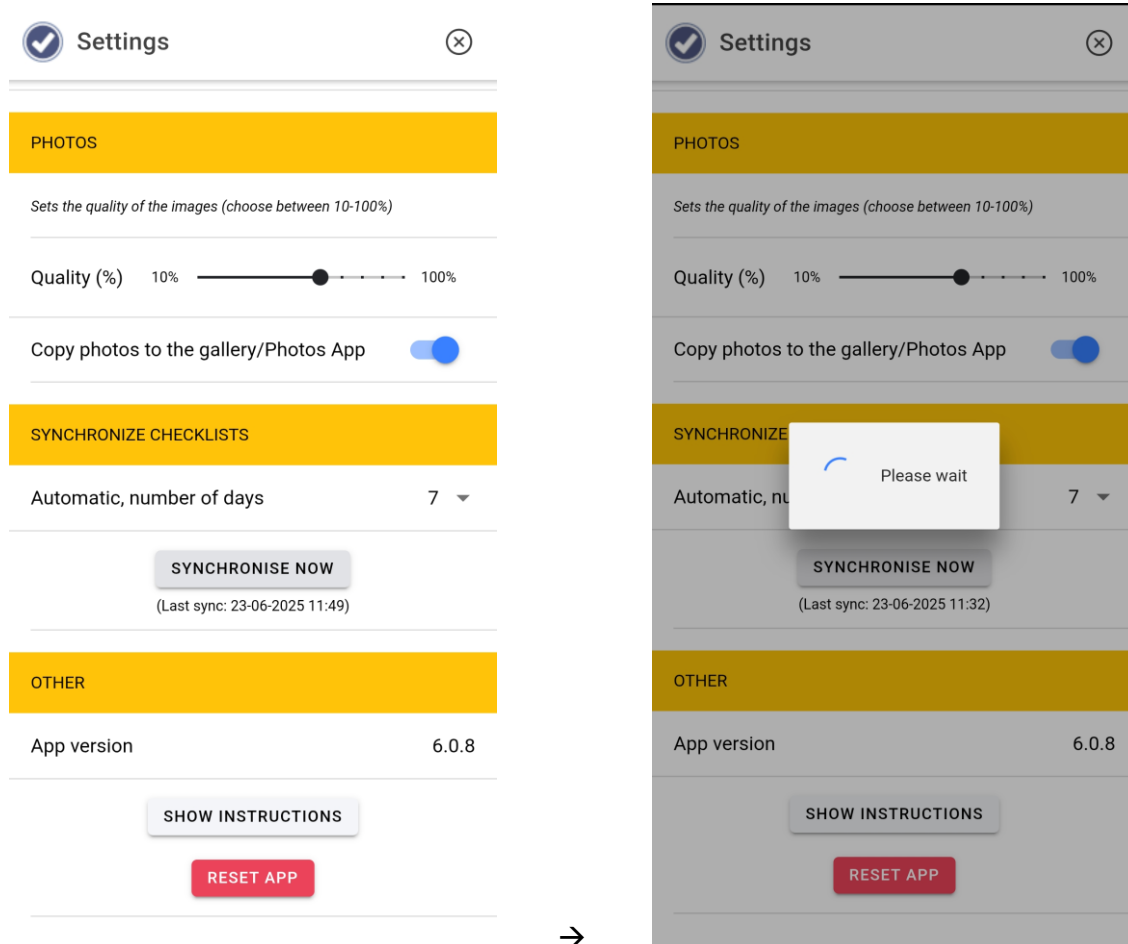 Settings
PHOTOS
Sets the quality of the images (choose between 10-100%)
Quality (%) 10% 100%
Copy photos to the gallery/Photos App
SYNCHRONIZE CHECKLISTS
Automatic, number of days 7
SYNCHRONISE NOW
(Last sync: 23-06-2025 11:49)
OTHER
App version 6.0.8
SHOW INSTRUCTIONS
RESET APP
→
Settings
PHOTOS
Sets the quality of the images (choose between 10-100%)
Quality (%) 10% 100%
Copy photos to the gallery/Photos App
SYNCHRONIZE
Please wait
Automatic, nu 7
SYNCHRONISE NOW
(Last sync: 23-06-2025 11:32)
OTHER
App version 6.0.8
SHOW INSTRUCTIONS
RESET APP